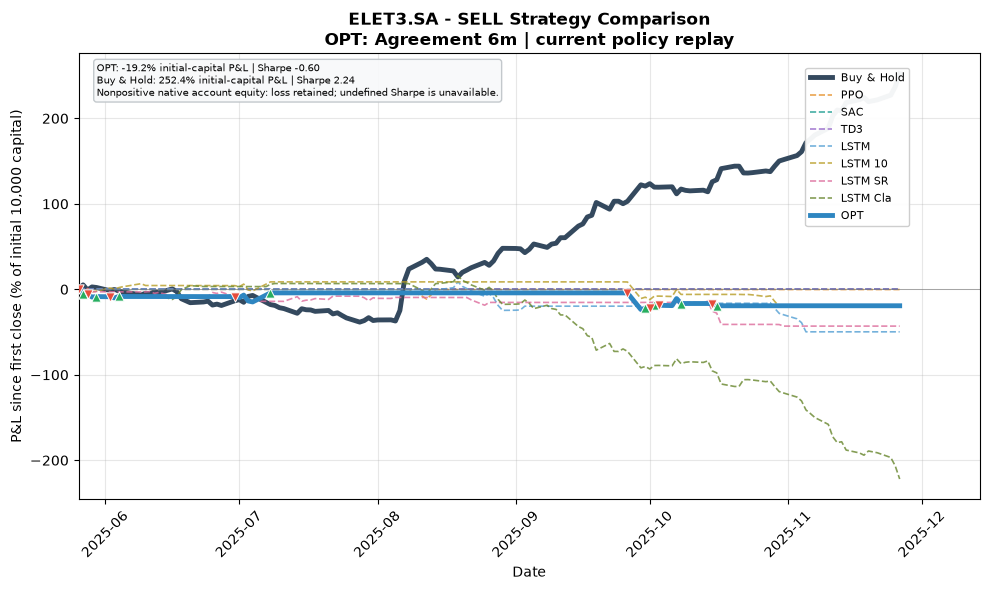 ELET3.SA - SELL Strategy Comparison
OPT: Agreement 6m | current policy replay
OPT: -19.2% initial-capital P&L | Sharpe -0.60
Buy & Hold: 252.4% initial-capital P&L | Sharpe 2.24
Nonpositive native account equity: loss retained; undefined Sharpe is unavailable.
Buy & Hold
PPO
SAC
TD3
LSTM
LSTM 10
LSTM SR
LSTM Cla
OPT
P&L since first close (% of initial 10,000 capital)
200
100
0
−100
−200
2025-06
2025-07
2025-08
2025-09
2025-10
2025-11
2025-12
Date